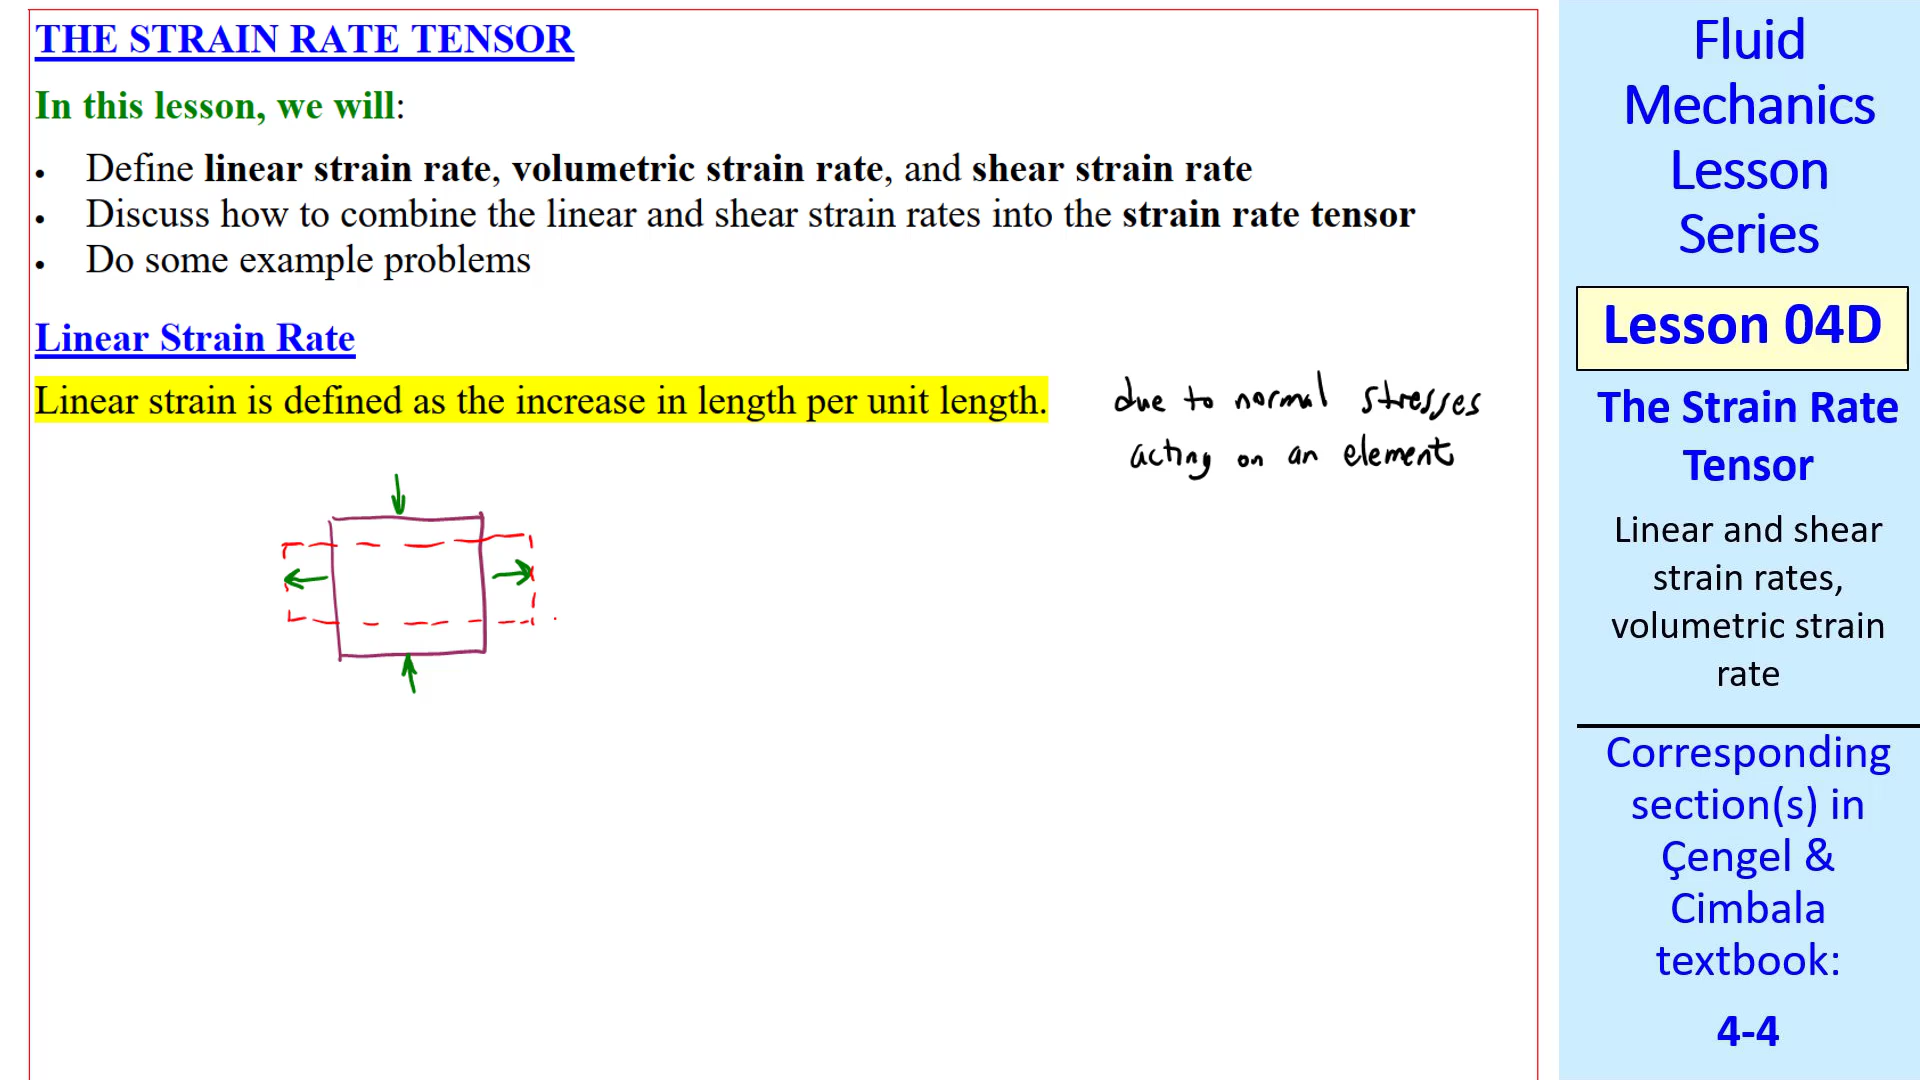 THE STRAIN RATE TENSOR
In this lesson, we will:
• Define linear strain rate, volumetric strain rate, and shear strain rate
• Discuss how to combine the linear and shear strain rates into the strain rate tensor
• Do some example problems
Linear Strain Rate
Linear strain is defined as the increase in length per unit length.
due to normal stresses
acting on an element
Fluid
Mechanics
Lesson
Series
Lesson 04D
The Strain Rate
Tensor
Linear and shear
strain rates,
volumetric strain
rate
Corresponding
section(s) in
Çengel &
Cimbala
textbook:
4-4